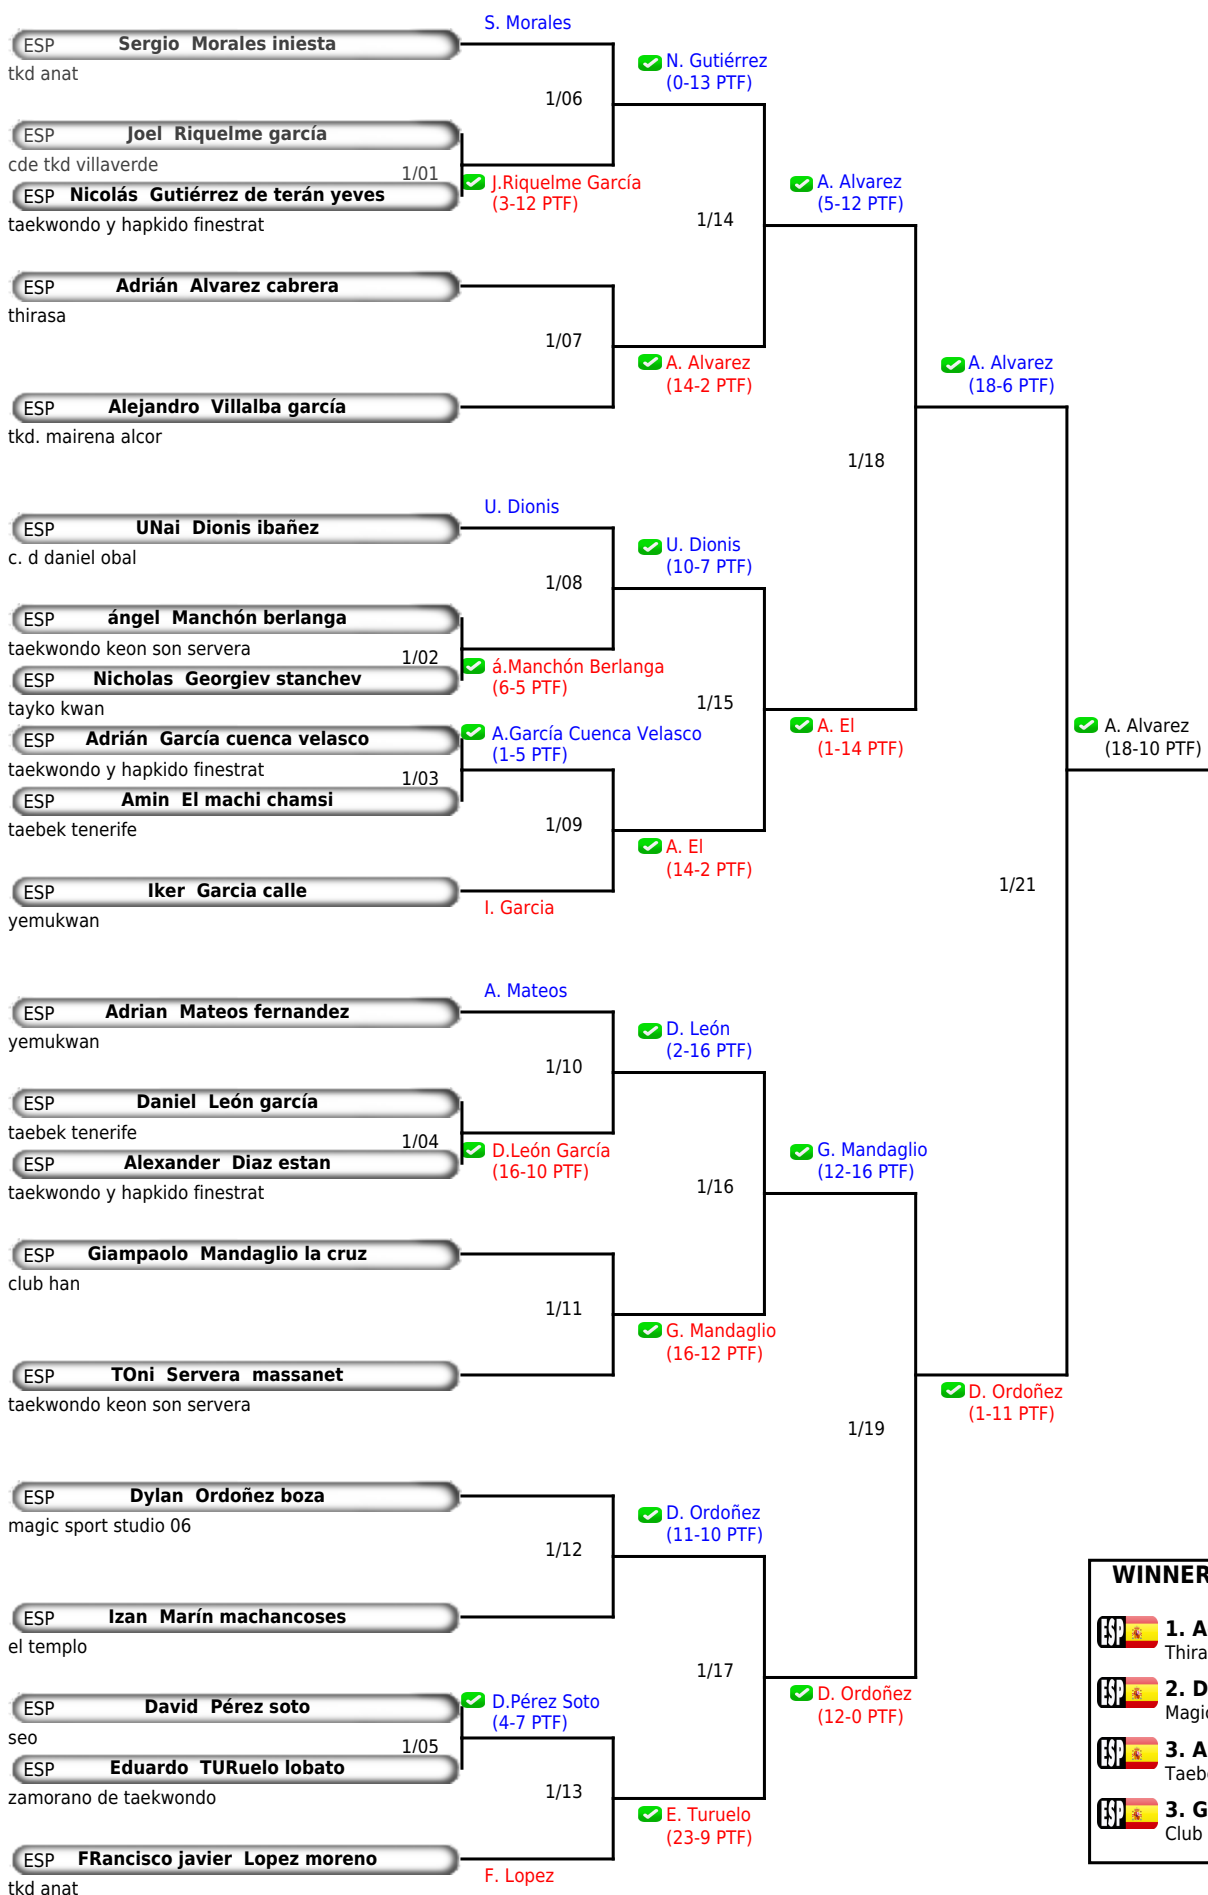 S. Morales
ESP Sergio Morales iniesta
tkd anat
N. Gutiérrez
(0-13 PTF)
1/06
ESP Joel Riquelme garcía
cde tkd villaverde
1/01
J.Riquelme García
(3-12 PTF)
ESP Nicolás Gutiérrez de terán yeves
taekwondo y hapkido finestrat
A. Alvarez
(5-12 PTF)
1/14
ESP Adrián Alvarez cabrera
thirasa
1/07
A. Alvarez
(14-2 PTF)
A. Alvarez
(18-6 PTF)
ESP Alejandro Villalba garcía
tkd. mairena alcor
1/18
U. Dionis
ESP UNai Dionis ibañez
c. d daniel obal
U. Dionis
(10-7 PTF)
1/08
ESP ángel Manchón berlanga
taekwondo keon son servera
1/02
á.Manchón Berlanga
(6-5 PTF)
ESP Nicholas Georgiev stanchev
tayko kwan
1/15
A. El
(1-14 PTF)
A. Alvarez
(18-10 PTF)
ESP Adrián García cuenca velasco
A.García Cuenca Velasco
(1-5 PTF)
taekwondo y hapkido finestrat
1/03
ESP Amin El machi chamsi
taebek tenerife
1/09
A. El
(14-2 PTF)
ESP Iker Garcia calle
yemukwan
I. Garcia
1/21
A. Mateos
ESP Adrian Mateos fernandez
yemukwan
D. León
(2-16 PTF)
1/10
ESP Daniel León garcía
taebek tenerife
1/04
D.León García
(16-10 PTF)
ESP Alexander Diaz estan
taekwondo y hapkido finestrat
G. Mandaglio
(12-16 PTF)
1/16
ESP Giampaolo Mandaglio la cruz
club han
1/11
G. Mandaglio
(16-12 PTF)
ESP TOni Servera massanet
taekwondo keon son servera
D. Ordoñez
(1-11 PTF)
1/19
ESP Dylan Ordoñez boza
magic sport studio 06
D. Ordoñez
(11-10 PTF)
1/12
ESP Izan Marín machancoses
el templo
1/17
D. Ordoñez
(12-0 PTF)
ESP David Pérez soto
seo
D.Pérez Soto
(4-7 PTF)
1/05
ESP Eduardo TURuelo lobato
zamorano de taekwondo
1/13
E. Turuelo
(23-9 PTF)
ESP FRancisco javier Lopez moreno
tkd anat
F. Lopez
WINNER
ESP 1. A
Thira
ESP 2. D
Magic
ESP 3. A
Taeb
ESP 3. G
Club